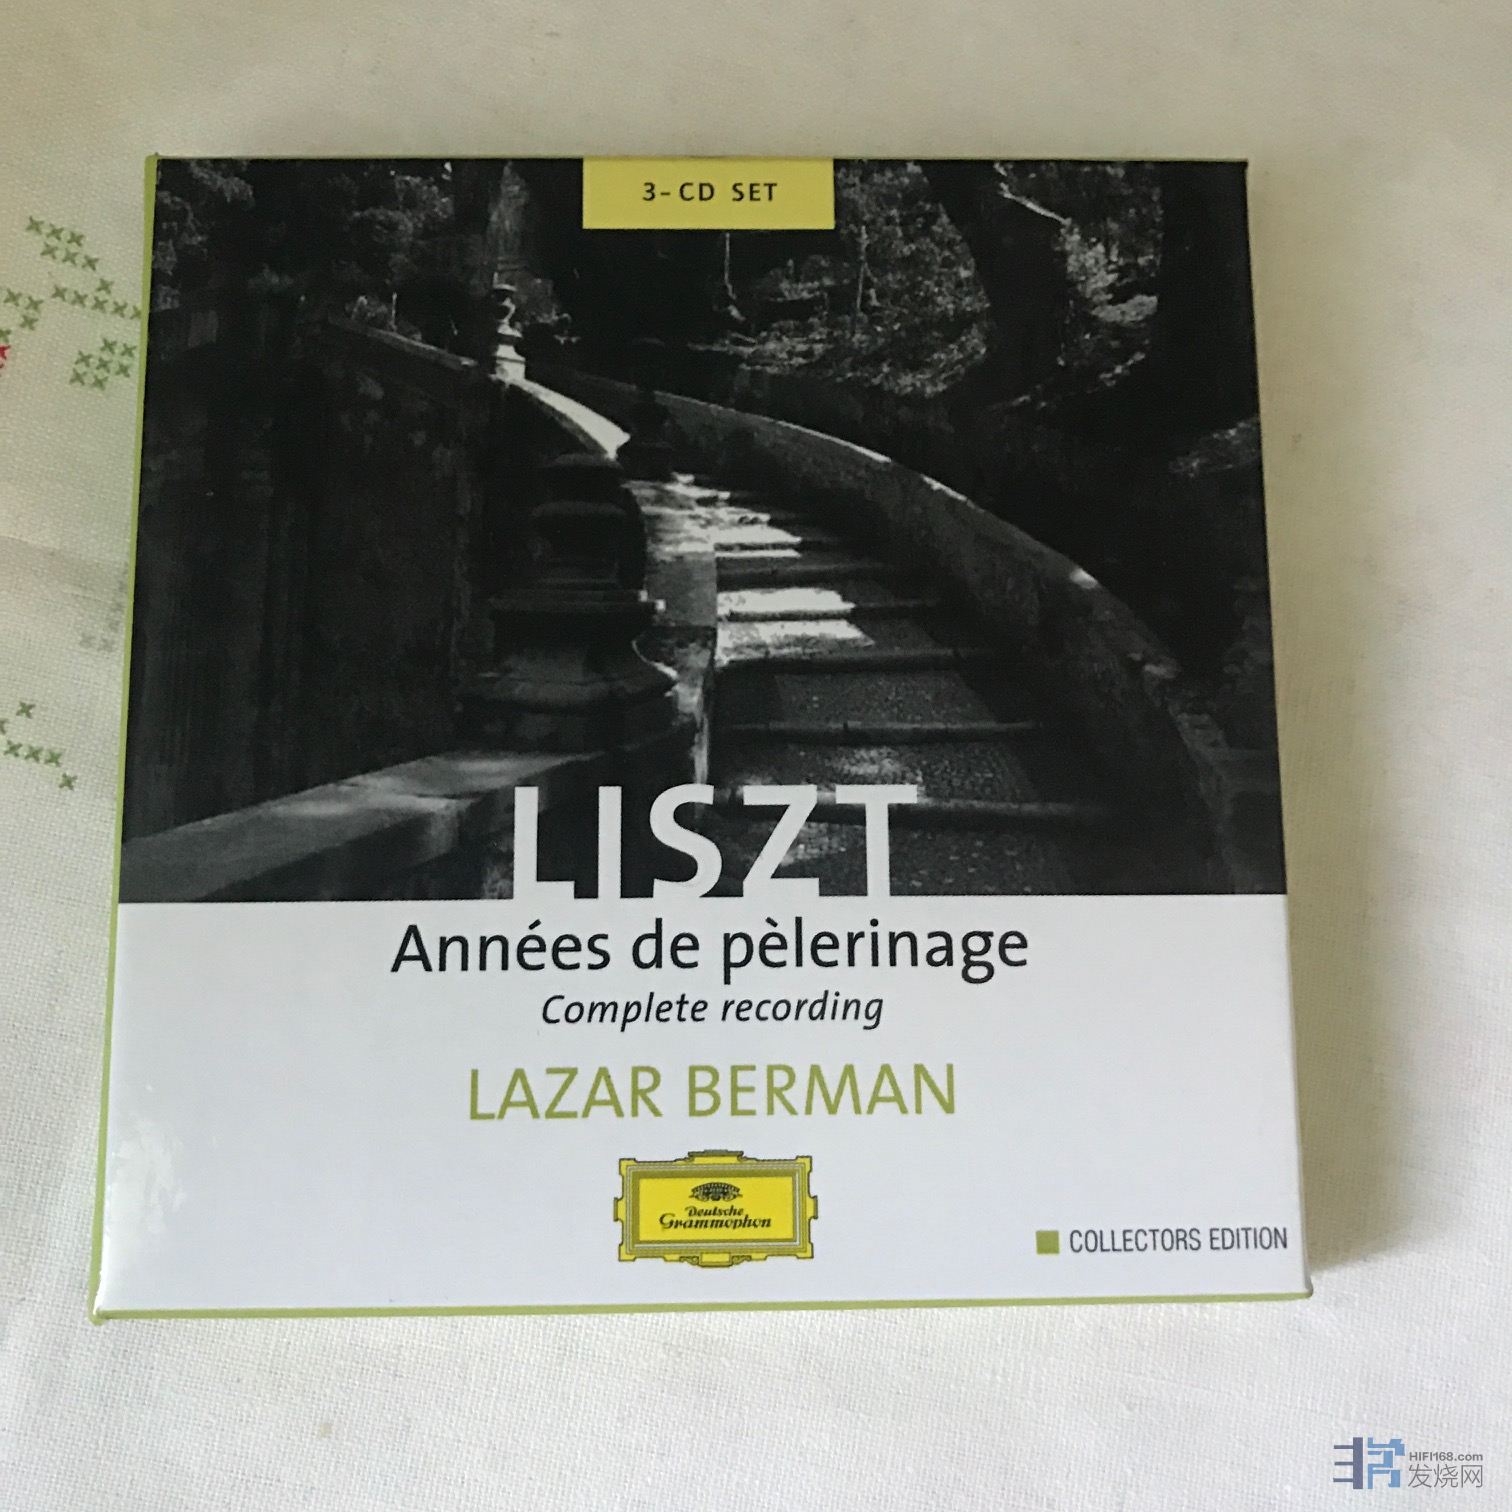 3-CD SET
LISZT
Années de pèlerinage
Complete recording
LAZAR BERMAN
Deutsche
Grammophon
COLLECTORS EDITION
HIFI168.com
发烧网